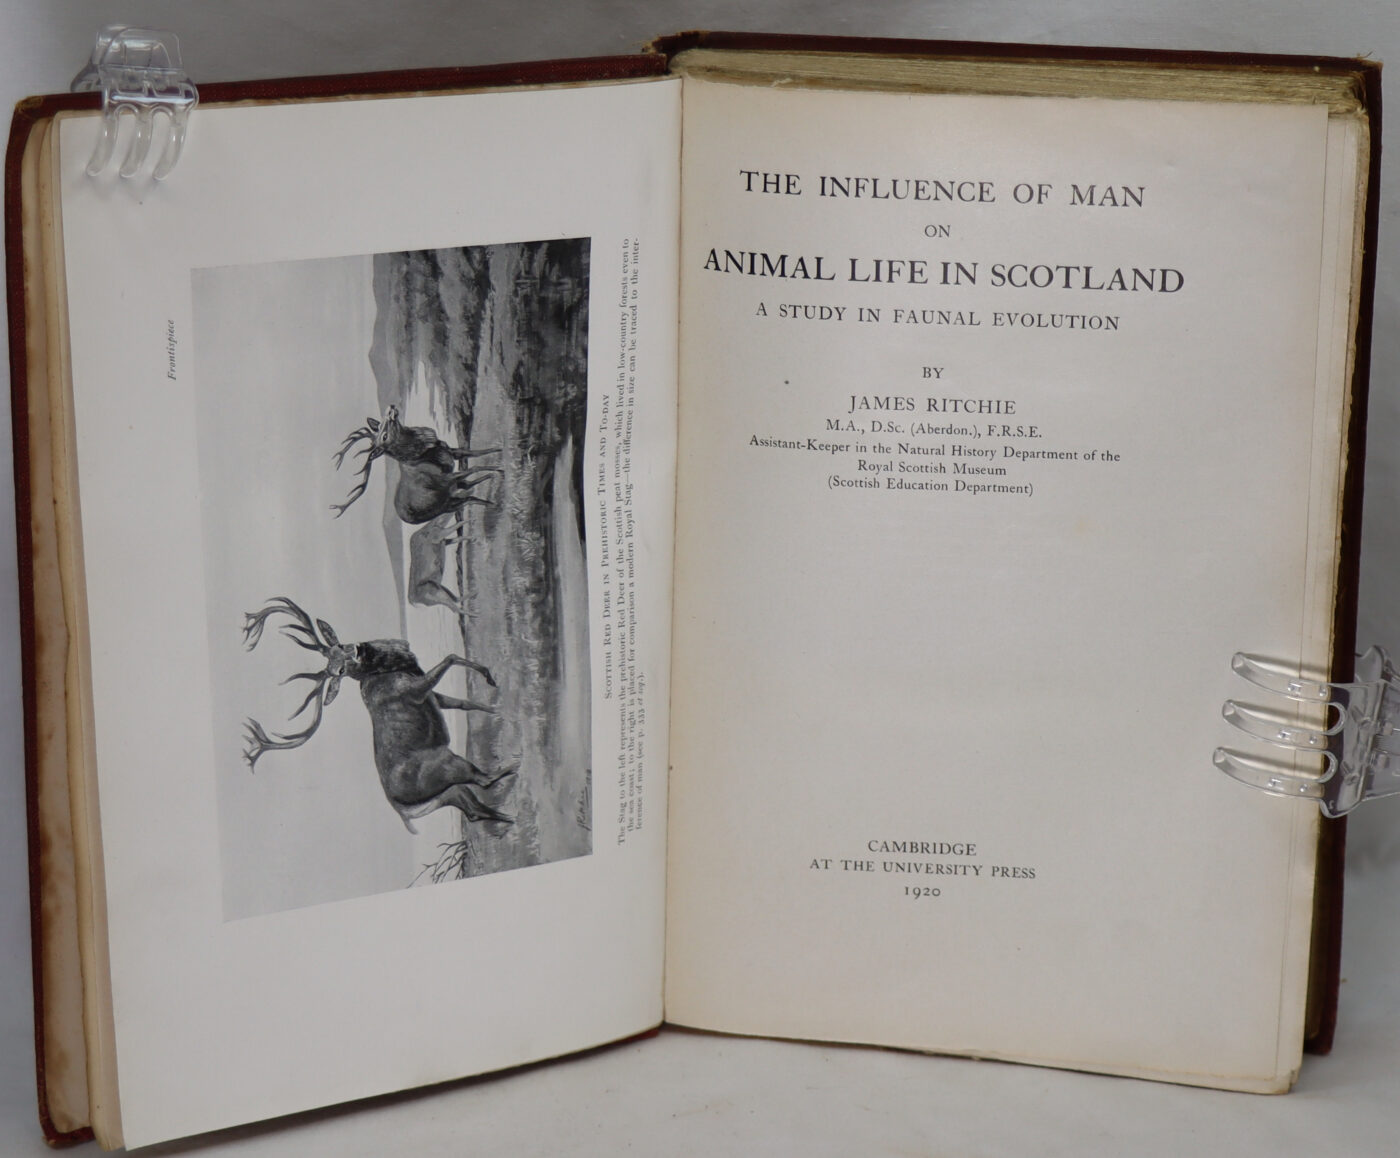 Frontispiece
SCOTTISH RED DEER IN PREHISTORIC TIMES AND TO-DAY
The Stag to the left represents the prehistoric Red Deer of the Scottish peat mosses, which lived in low-country forests even to
the sea coast; to the right is placed for comparison a modern Royal Stag—the difference in size can be traced to the inter-
ference of man (see p. 333 et seq.).
THE INFLUENCE OF MAN
ON
ANIMAL LIFE IN SCOTLAND
A STUDY IN FAUNAL EVOLUTION
BY
JAMES RITCHIE
M.A., D.Sc. (Aberdon.), F.R.S.E.
Assistant-Keeper in the Natural History Department of the
Royal Scottish Museum
(Scottish Education Department)
CAMBRIDGE
AT THE UNIVERSITY PRESS
1920